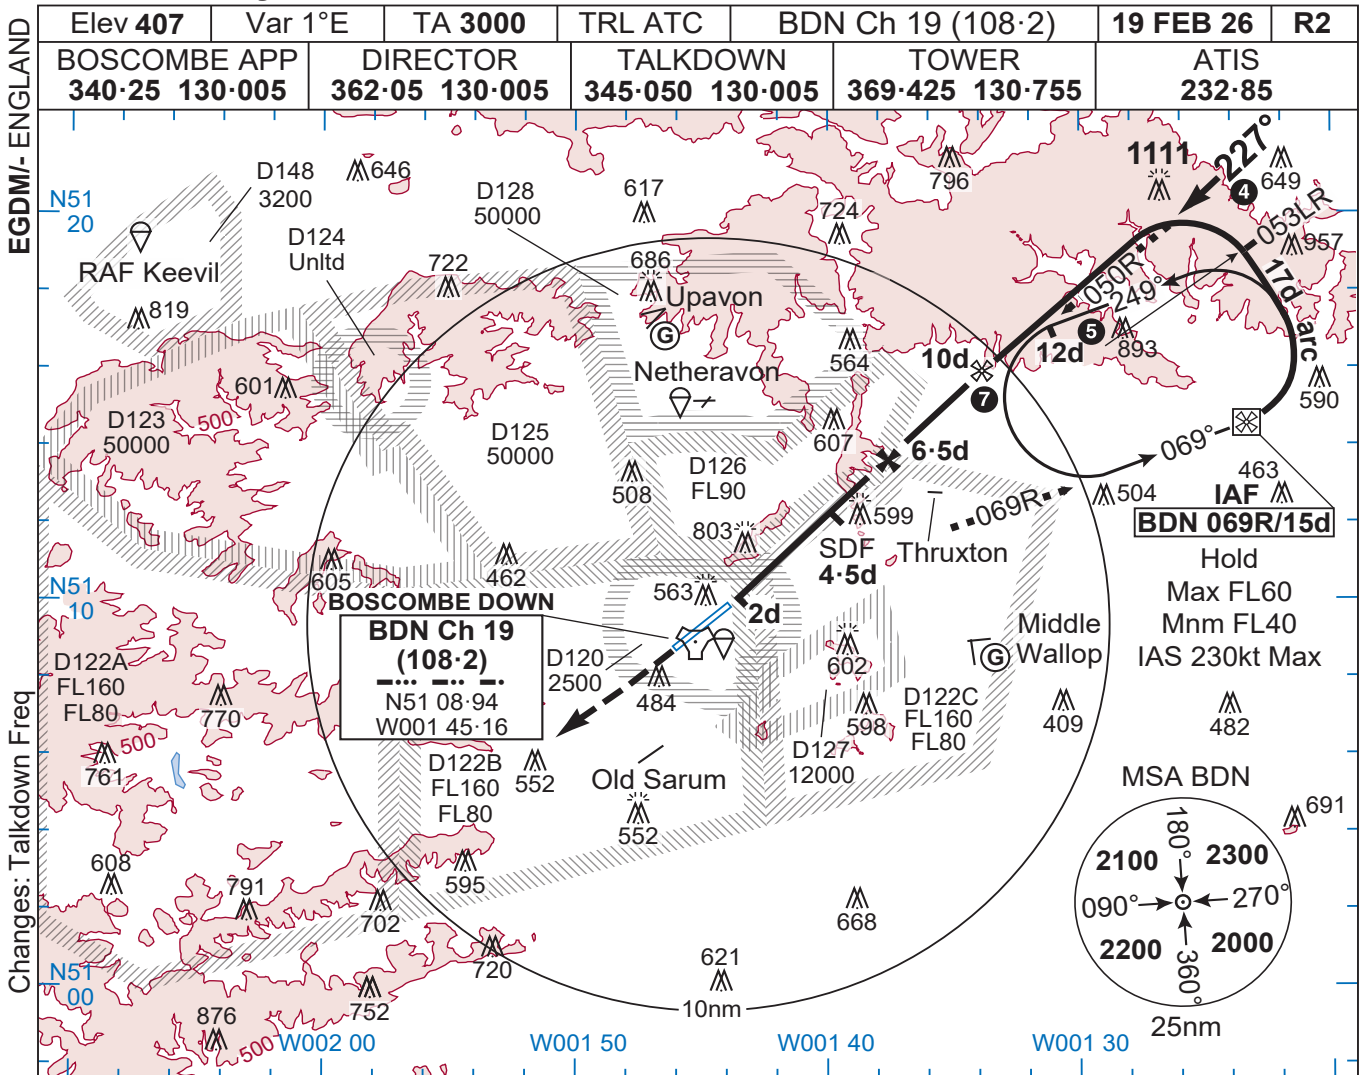 Elev 407
Var 1°E
TA 3000
TRL ATC
BDN Ch 19 (108·2)
19 FEB 26
R2
BOSCOMBE APP
340·25 130·005
DIRECTOR
362·05 130·005
TALKDOWN
345·050 130·005
TOWER
369·425 130·755
ATIS
232·85
EGDM/- ENGLAND
Changes: Talkdown Freq
N51
20
D148
3200
646
D128
50000
617
796
1111
227°
649
4
724
053LR
957
RAF Keevil
D124
Unltd
722
686
Upavon
G
050R
249°
17d arc
819
564
10d
12d
5
893
7
Netheravon
590
601
500
D123
50000
D125
50000
607
6·5d
069°
D126
FL90
508
463
504
IAF
BDN 069R/15d
069R
599
803
SDF
4·5d
Thruxton
Hold
Max FL60
Mnm FL40
IAS 230kt Max
605
462
563
N51
10
BOSCOMBE DOWN
BDN Ch 19
(108·2)
N51 08·94
W001 45·16
2d
Middle
Wallop
G
602
D120
2500
D122A
FL160
FL80
484
770
598
D122C
FL160
FL80
409
482
500
761
D122B
FL160
FL80
552
D127
12000
Old Sarum
552
MSA BDN
691
180°
2100
2300
090°
270°
2200
2000
360°
25nm
608
595
791
702
668
720
621
10nm
N51
00
752
876
500
W002 00
W001 50
W001 40
W001 30